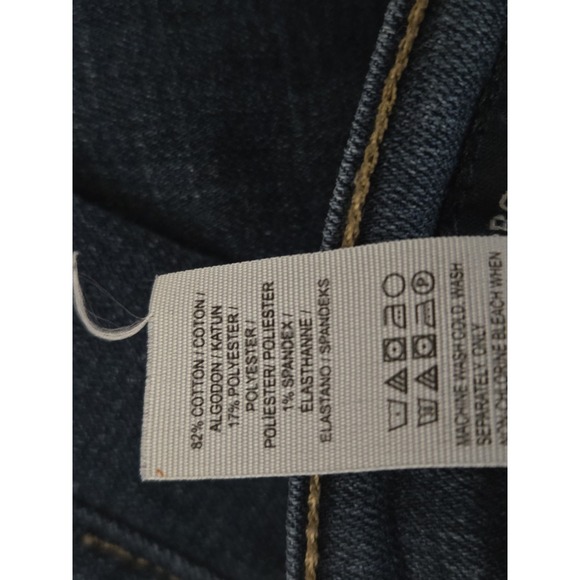 82% COTTON / COTON /
ALGODON / KATUN
17% POLYESTER /
POLYESTER /
POLIESTER/ POLIESTER
1% SPANDEX /
ÉLASTHANNE /
ELASTANO / SPANDEKS
P
MACHINE WASH COLD. WASH
SEPARATELY ONLY
NON-CHLORINE BLEACH WHEN